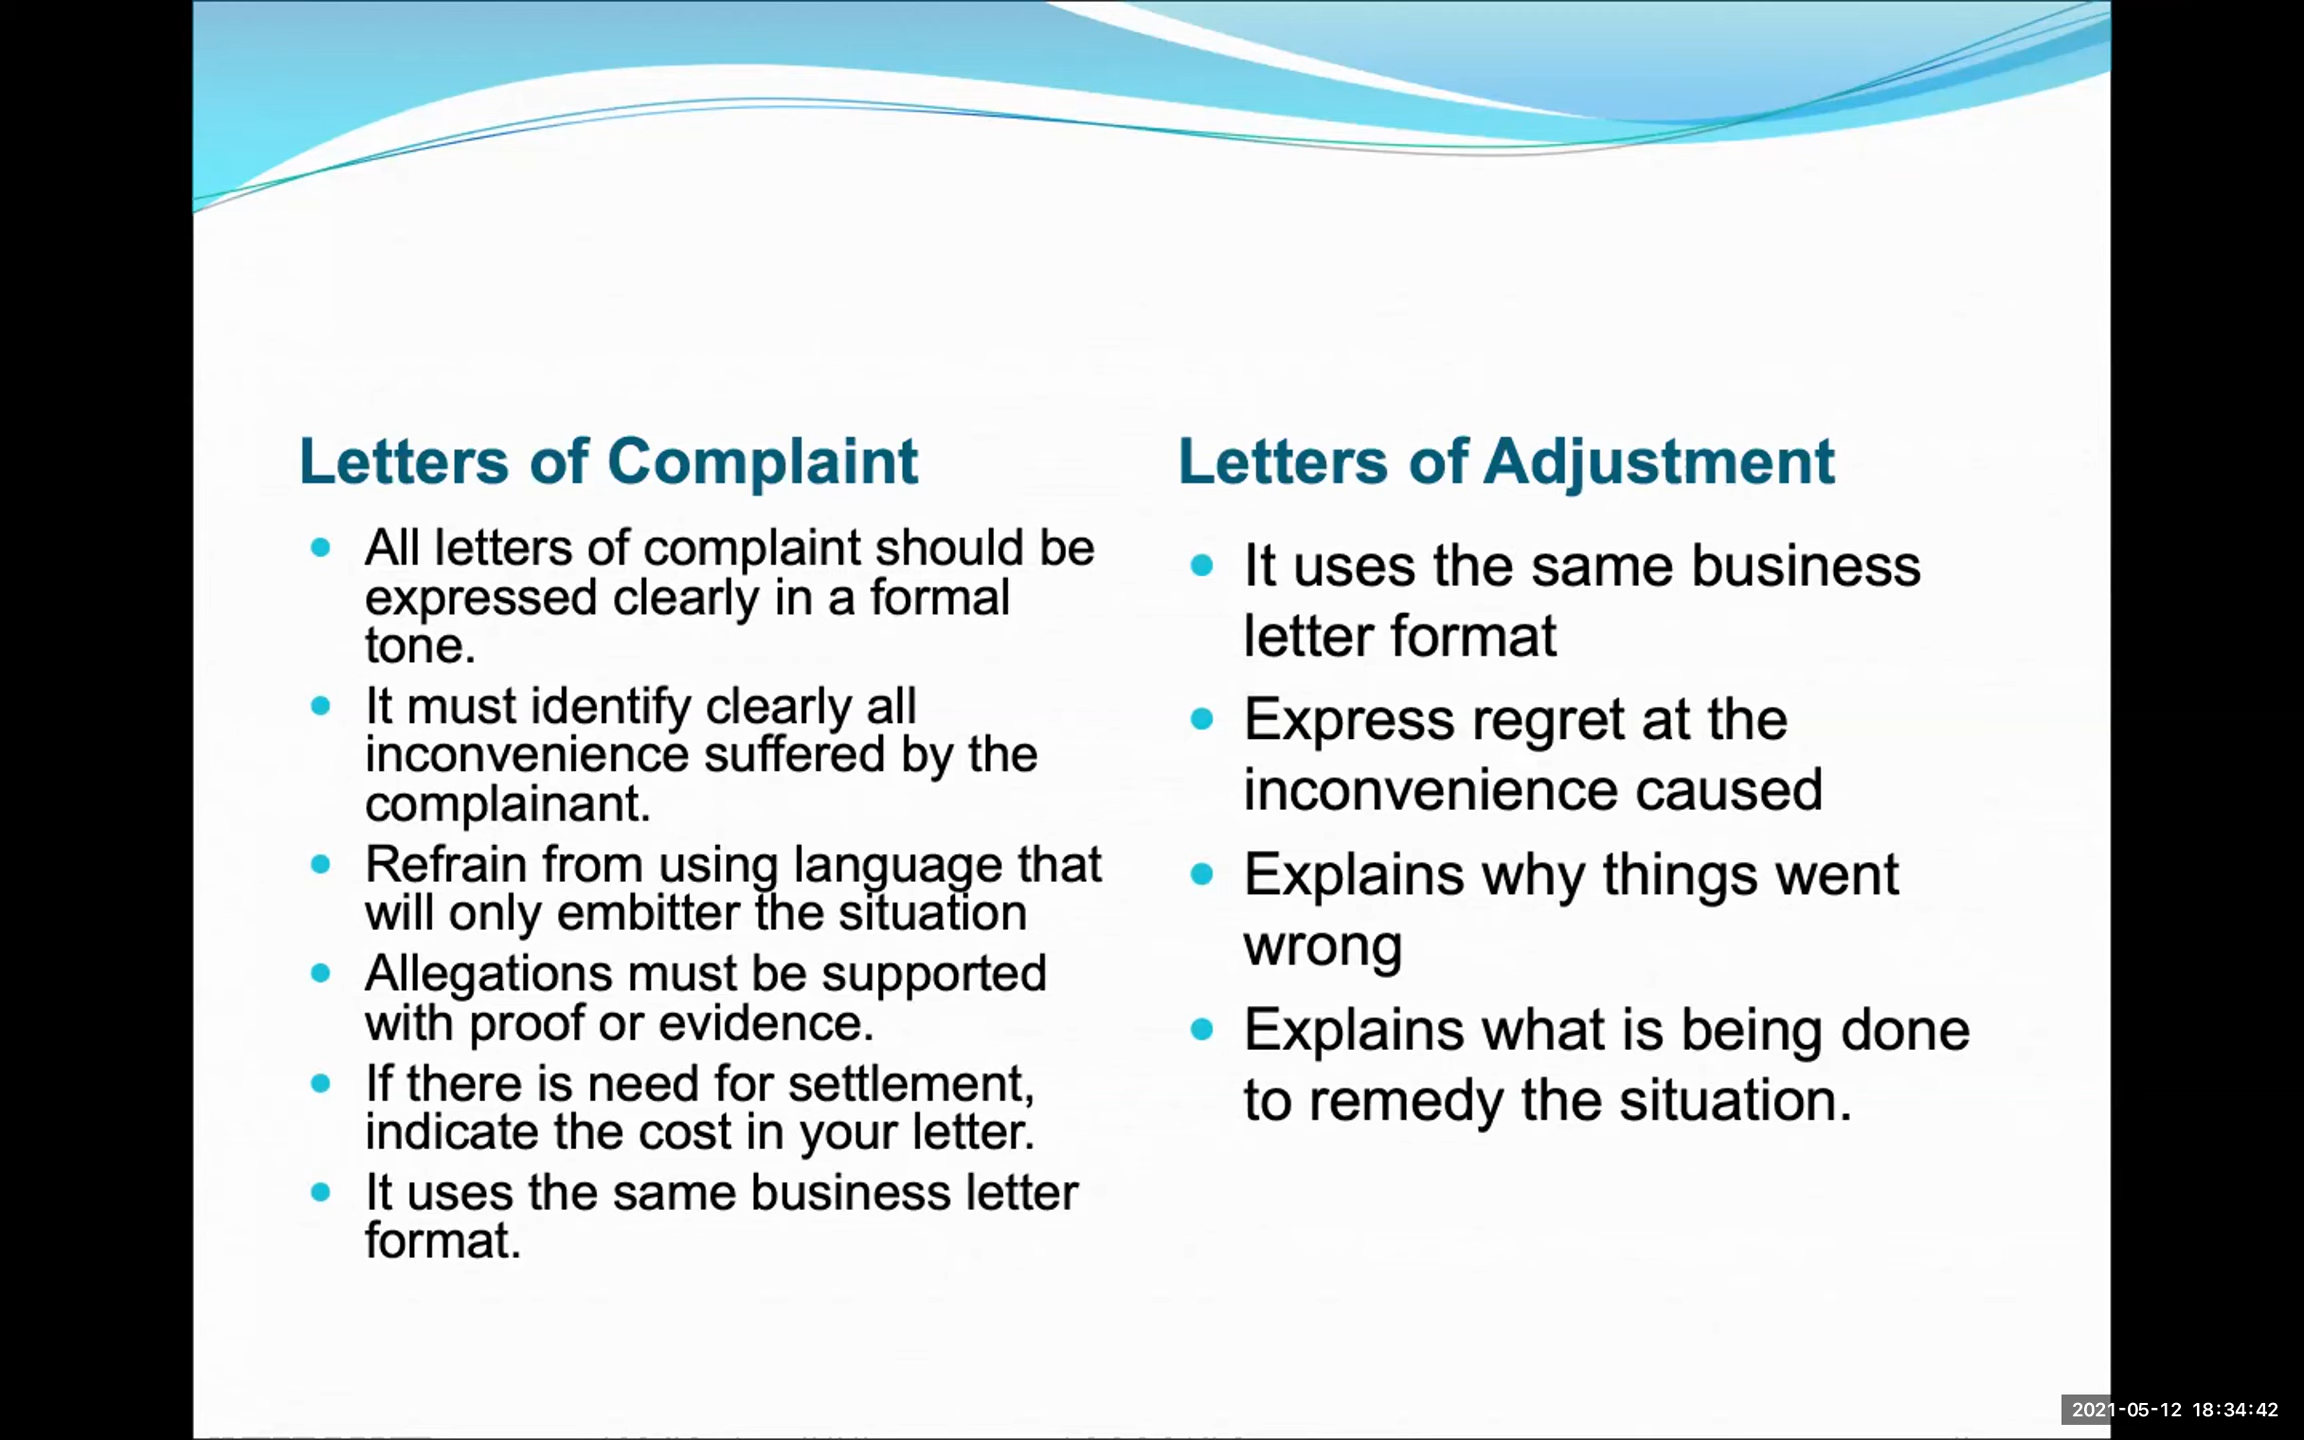 Letters of Complaint
All letters of complaint should be
expressed clearly in a formal
tone.
It must identify clearly all
inconvenience suffered by the
complainant.
Refrain from using language that
will only embitter the situation
Allegations must be supported
with proof or evidence.
If there is need for settlement,
indicate the cost in your letter.
It uses the same business letter
format.
Letters of Adjustment
It uses the same business
letter format
Express regret at the
inconvenience caused
Explains why things went
wrong
Explains what is being done
to remedy the situation.
2021-05-12 18:34:42